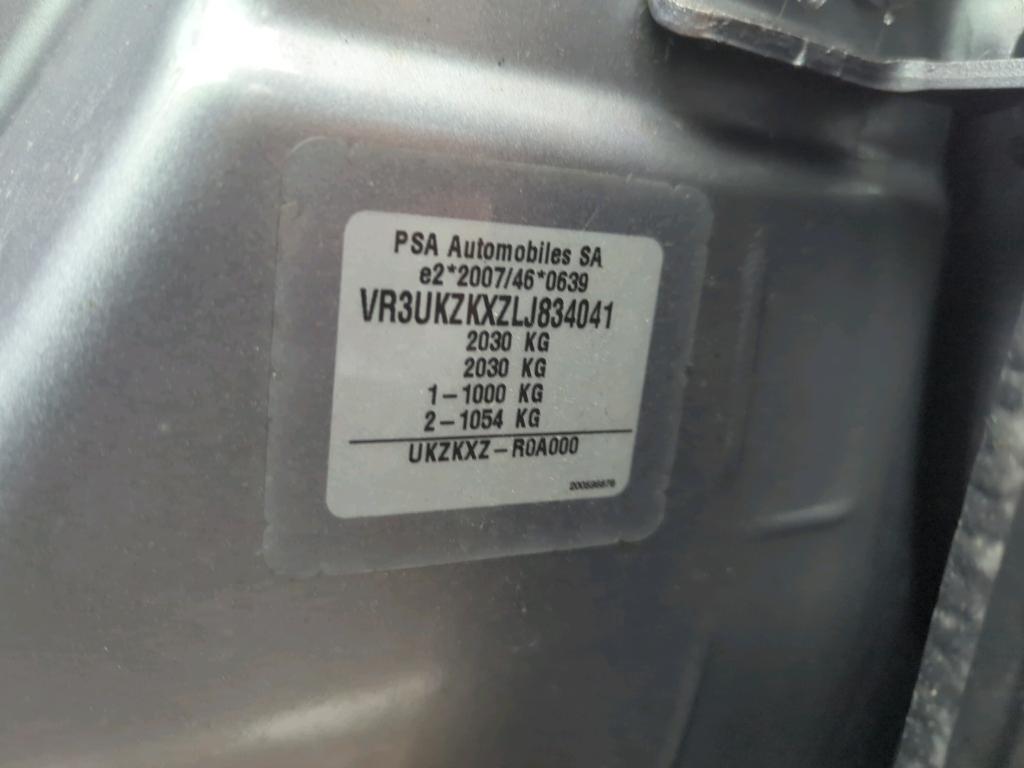 PSA Automobiles SA
e2*2007/46*0639
VR3UKZKXZLJ834041
2030 KG
2030 KG
1-1000 KG
2-1054 KG
UKZKXZ-R0A000